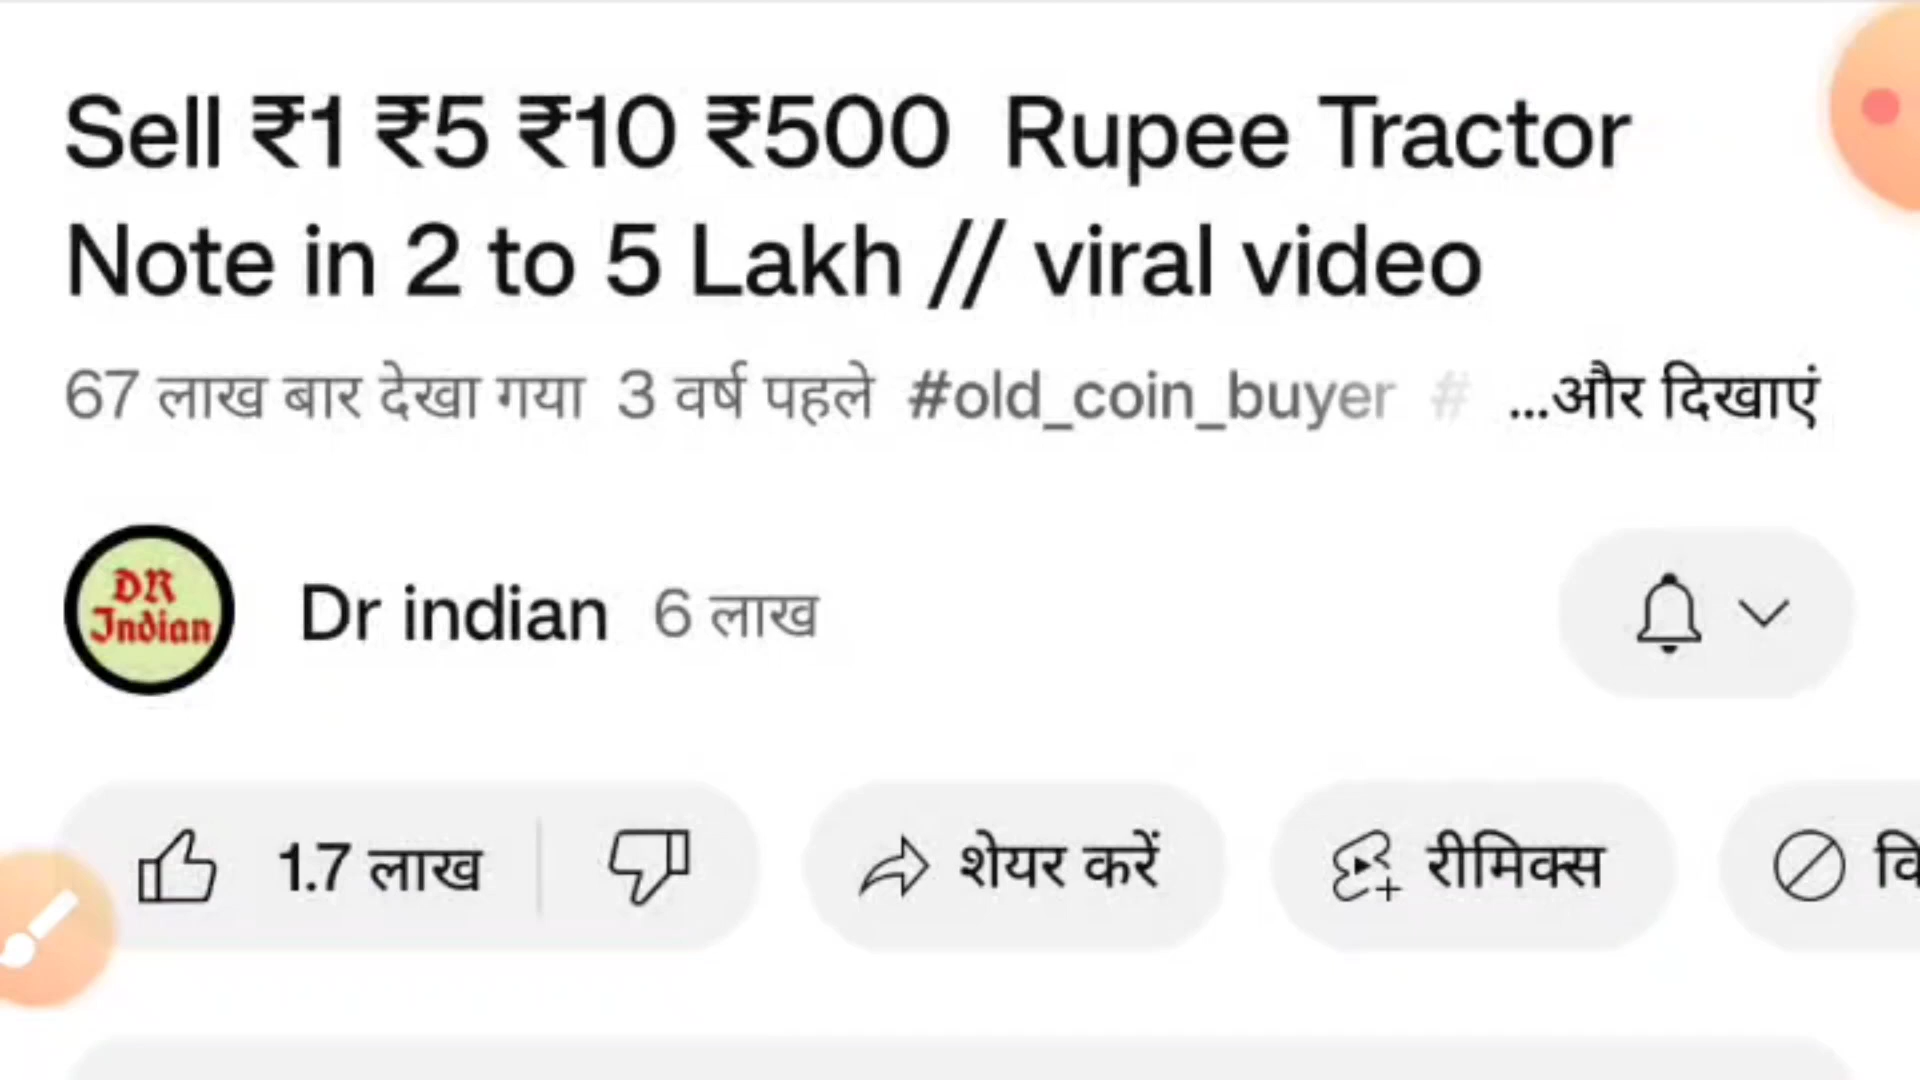 Sell ₹1 ₹5 ₹10 ₹500 Rupee Tractor
Note in 2 to 5 Lakh // viral video
67 लाख बार देखा गया 3 वर्ष पहले #old_coin_buyer # ...और दिखाएं
DR
Indian
Dr indian 6 लाख
1.7 लाख शेयर करें रीमिक्स